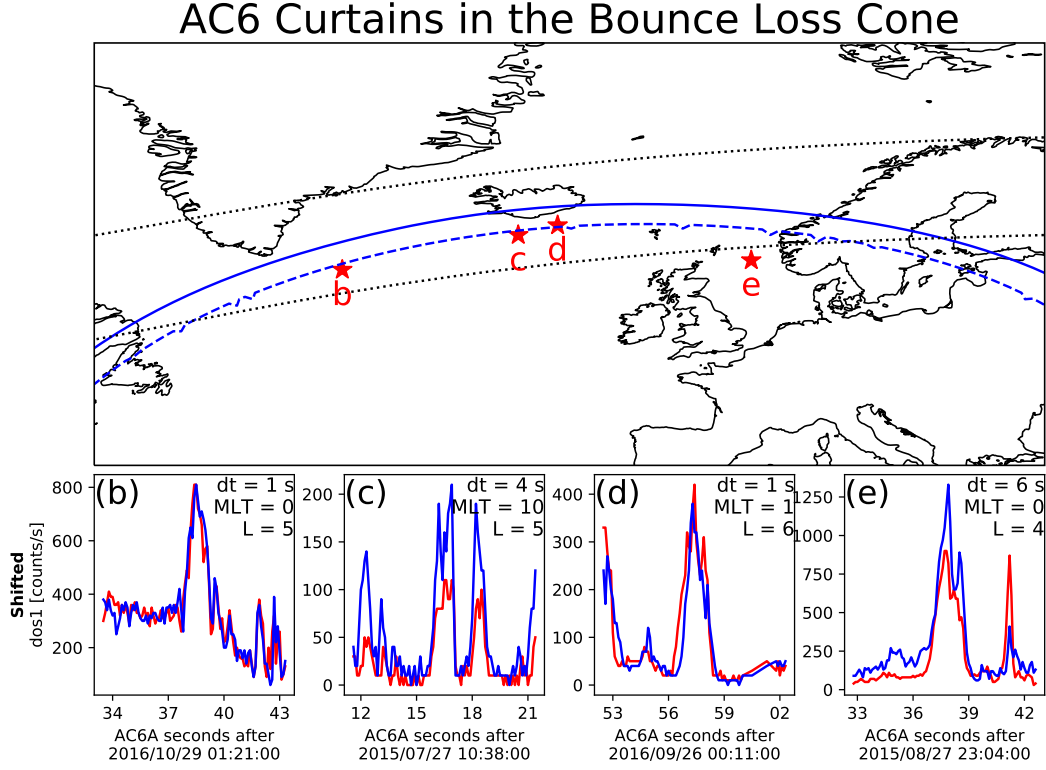 AC6 Curtains in the Bounce Loss Cone
b
c
d
e
Shifted
dos1 [counts/s]
(b)
dt = 1 s
MLT = 0
L = 5
800
600
400
200
34 37 40 43
AC6A seconds after
2016/10/29 01:21:00
(c)
dt = 4 s
MLT = 10
L = 5
200
150
100
50
0
12 15 18 21
AC6A seconds after
2015/07/27 10:38:00
(d)
dt = 1 s
MLT = 1
L = 6
400
300
200
100
0
53 56 59 02
AC6A seconds after
2016/09/26 00:11:00
(e)
dt = 6 s
MLT = 0
L = 4
1250
1000
750
500
250
0
33 36 39 42
AC6A seconds after
2015/08/27 23:04:00